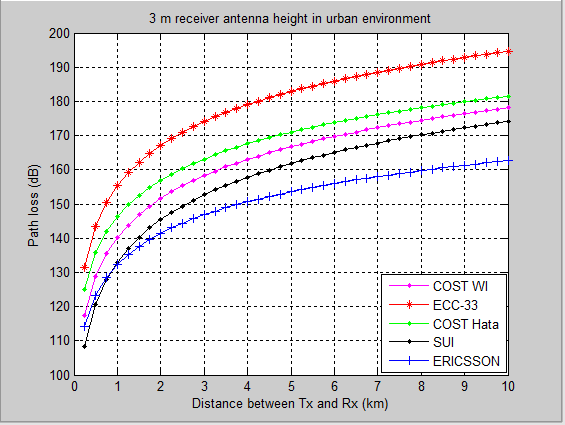 3 m receiver antenna height in urban environment
200
190
180
170
160
150
140
130
120
110
100
Path loss (dB)
COST WI
ECC-33
COST Hata
SUI
ERICSSON
0 1 2 3 4 5 6 7 8 9 10
Distance between Tx and Rx (km)